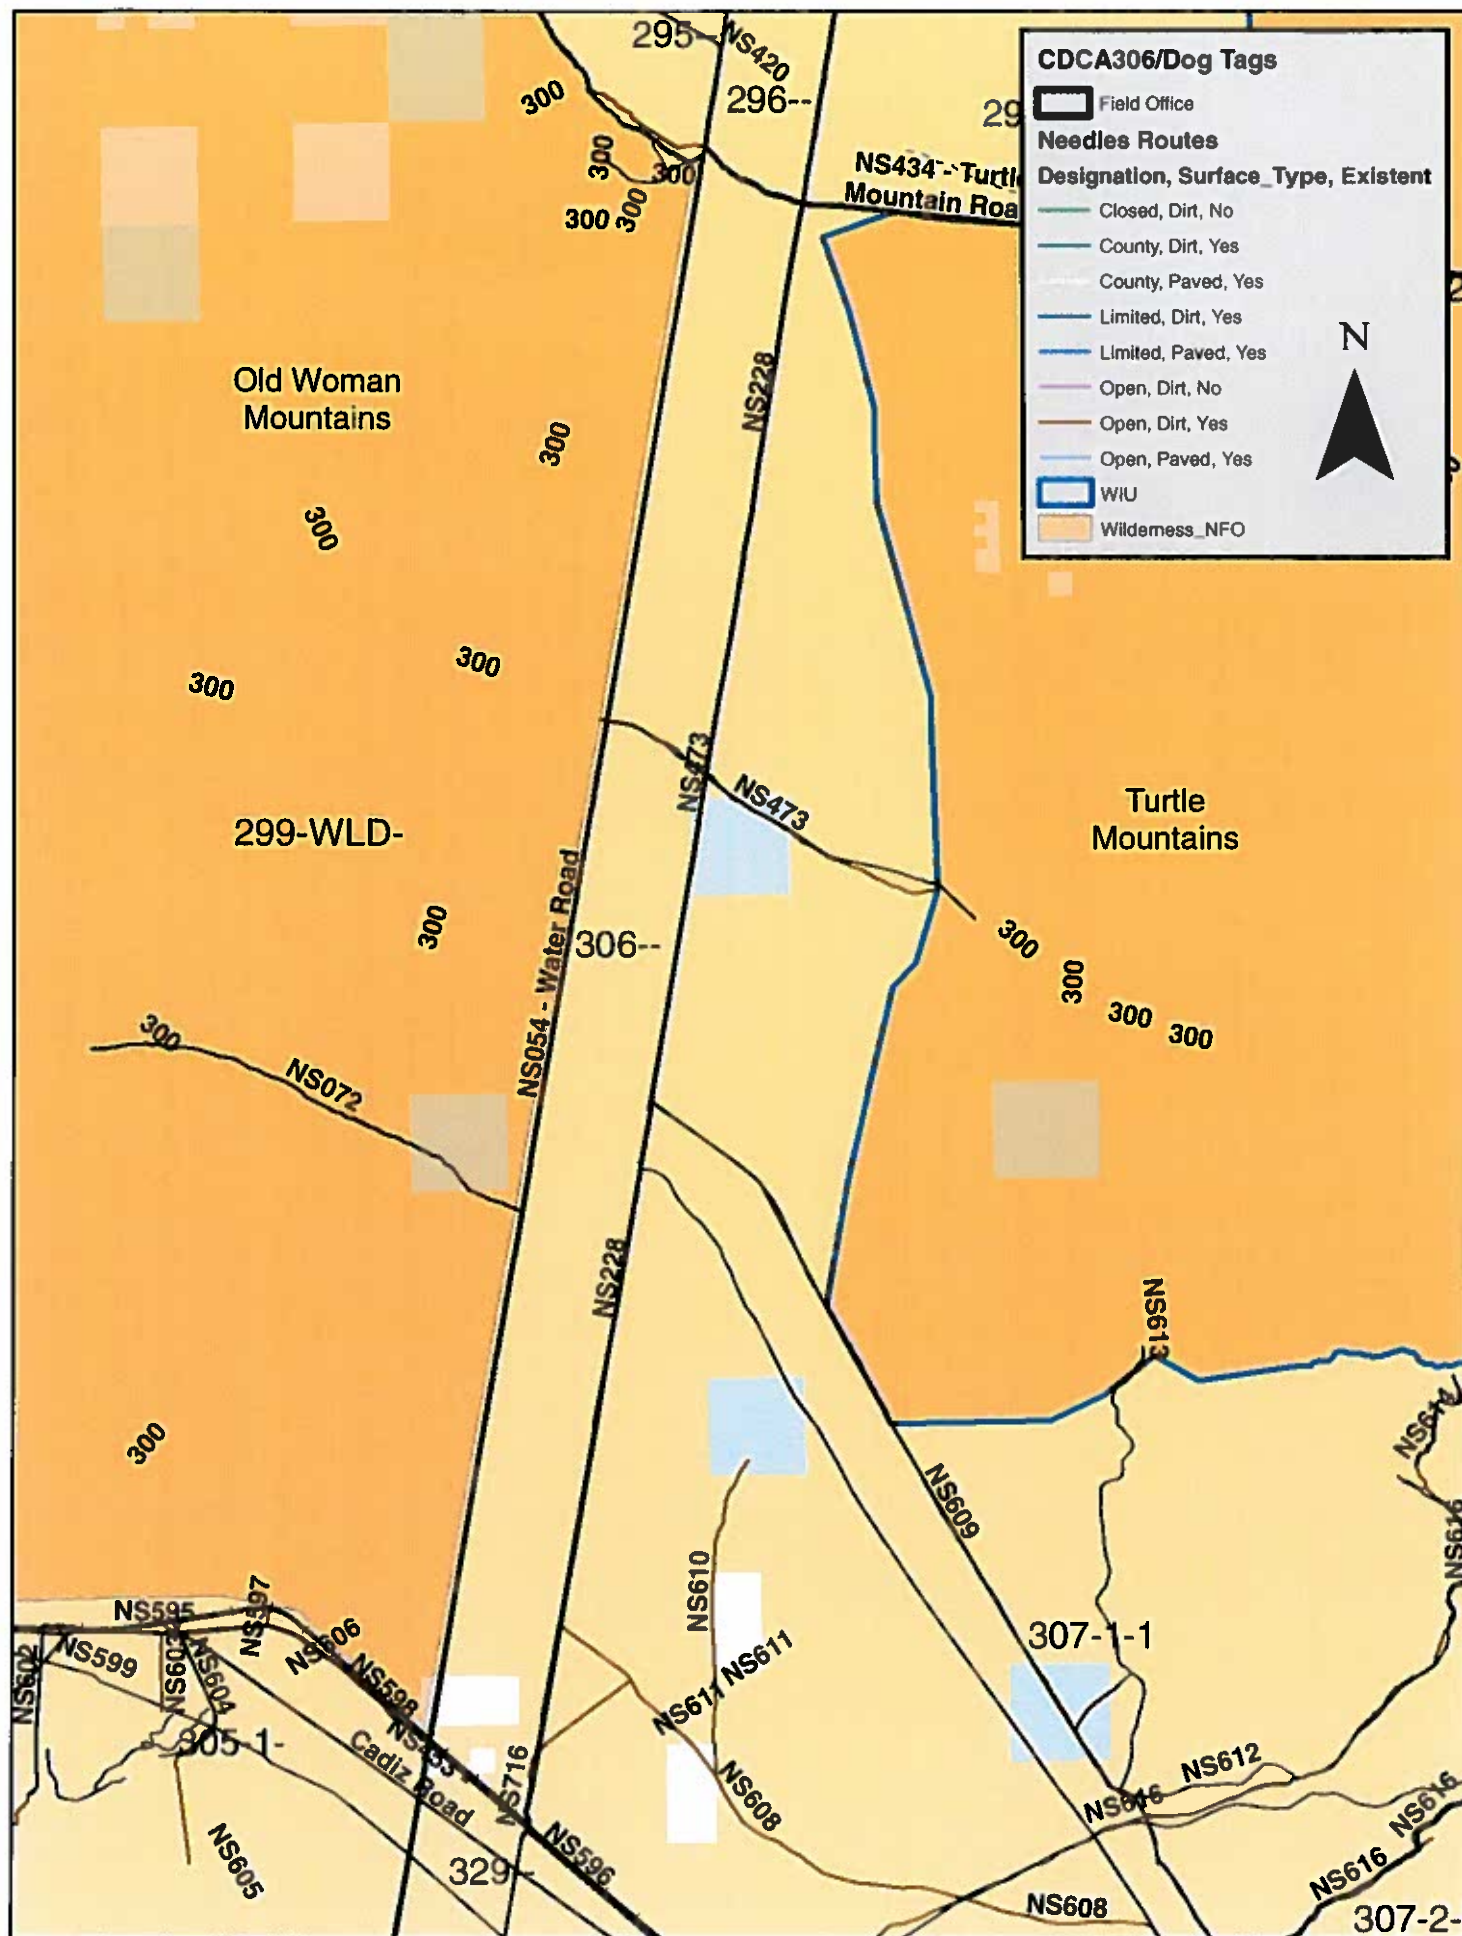 295-
NS420
296--
300
300
300
300
300
NS434 - Turtle
Mountain Roa
29
CDCA306/Dog Tags
Field Office
Needles Routes
Designation, Surface_Type, Existent
Closed, Dirt, No
County, Dirt, Yes
County, Paved, Yes
Limited, Dirt, Yes
Limited, Paved, Yes
Open, Dirt, No
Open, Dirt, Yes
Open, Paved, Yes
WIU
Wilderness_NFO
N
Old Woman
Mountains
NS228
300
300
300
300
NS473
NS473
Turtle
Mountains
299-WLD-
NS054 - Water Road
300
306--
300
300
300
300
300
NS072
NS228
NS613
300
NS614
NS609
NS616
NS610
NS595
NS597
NS606
307-1-1
NS602
NS599
NS603
NS604
NS598
NS611
NS611
305-1-
Cadiz Road
NS716
NS608
NS612
NS616
NS616
NS605
329-
NS596
NS608
NS616
307-2-